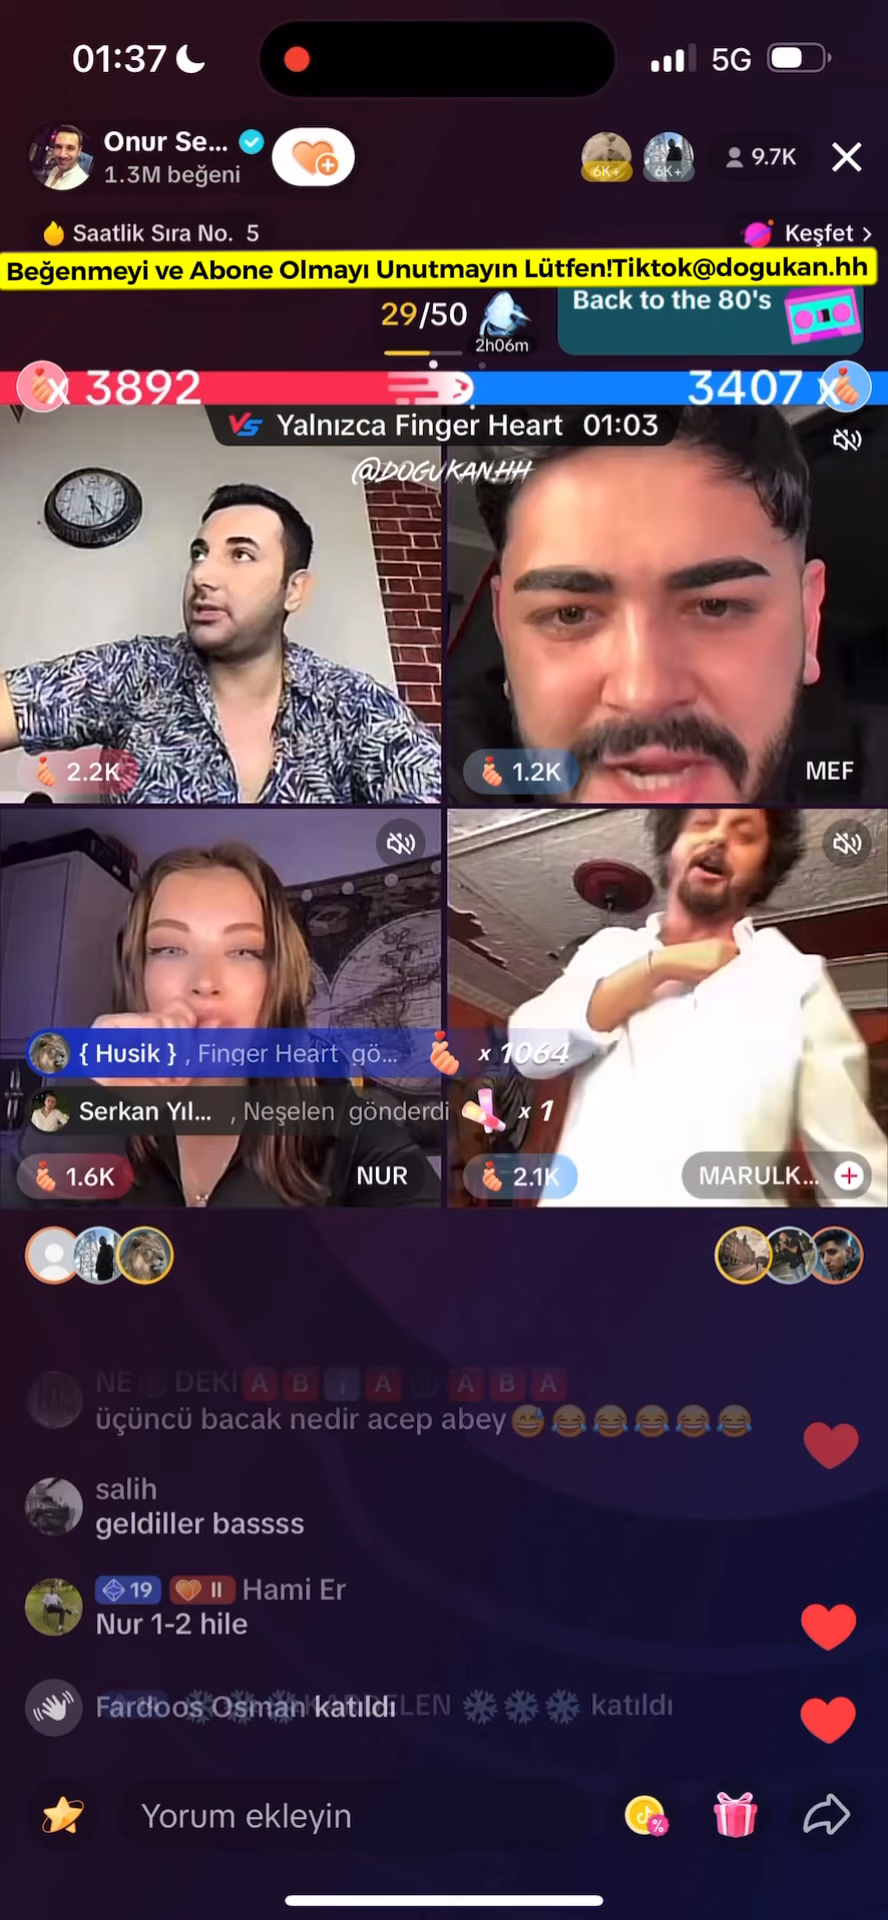 01:37
5G
Onur Se...
1.3M beğeni
6K+
6K+
9.7K
Saatlik Sıra No. 5
Keşfet
Beğenmeyi ve Abone Olmayı Unutmayın Lütfen!Tiktok@dogukan.hh
29/50
2h06m
Back to the 80's
x 3892
3407 x
VS Yalnızca Finger Heart 01:03
@DOGUKAN.HH
2.2K
1.2K
MEF
{ Husik } , Finger Heart gö...
x 1064
Serkan Yıl... , Neşelen gönderdi
x 1
1.6K
NUR
2.1K
MARULK...
NE DEKİ A B i A A B A
üçüncü bacak nedir acep abey
salih
geldiller bassss
19 II Hami Er
Nur 1-2 hile
Fardoos Osman katıldı
katıldı
Yorum ekleyin